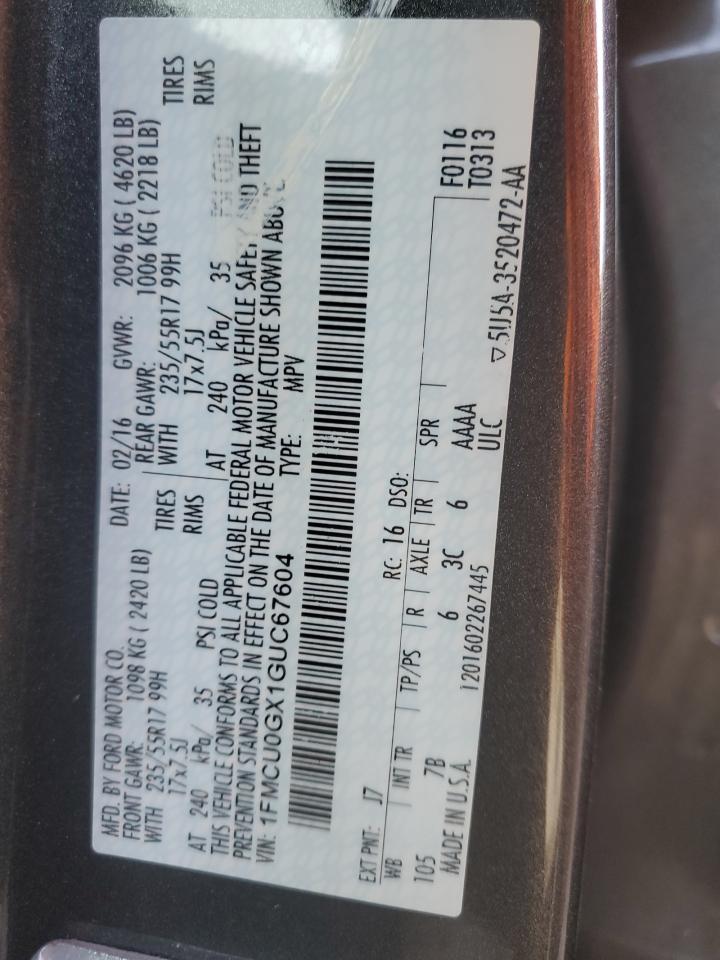 MFD. BY FORD MOTOR CO.
DATE: 02/16 GVWR: 2096 KG ( 4620 LB)
FRONT GAWR: 1098 KG ( 2420 LB)
REAR GAWR: 1006 KG ( 2218 LB)
WITH 235/55R17 99H TIRES
WITH 235/55R17 99H TIRES
17x7.5J RIMS
17x7.5J RIMS
AT 240 kPa/ 35 PSI COLD
AT 240 kPa/ 35 PSI COLD
THIS VEHICLE CONFORMS TO ALL APPLICABLE FEDERAL MOTOR VEHICLE SAFETY AND THEFT
PREVENTION STANDARDS IN EFFECT ON THE DATE OF MANUFACTURE SHOWN ABOVE
VIN: 1FMCU0GX1GUC67604
TYPE: MPV
EXT PNT: J7 RC: 16 DSO:
WB INT TR TP/PS R AXLE TR SPR
F0116
T0313
105 7B 6 3C 6 AAAA
MADE IN U.S.A. ULC
1201602267445
5U5A-3520472-AA